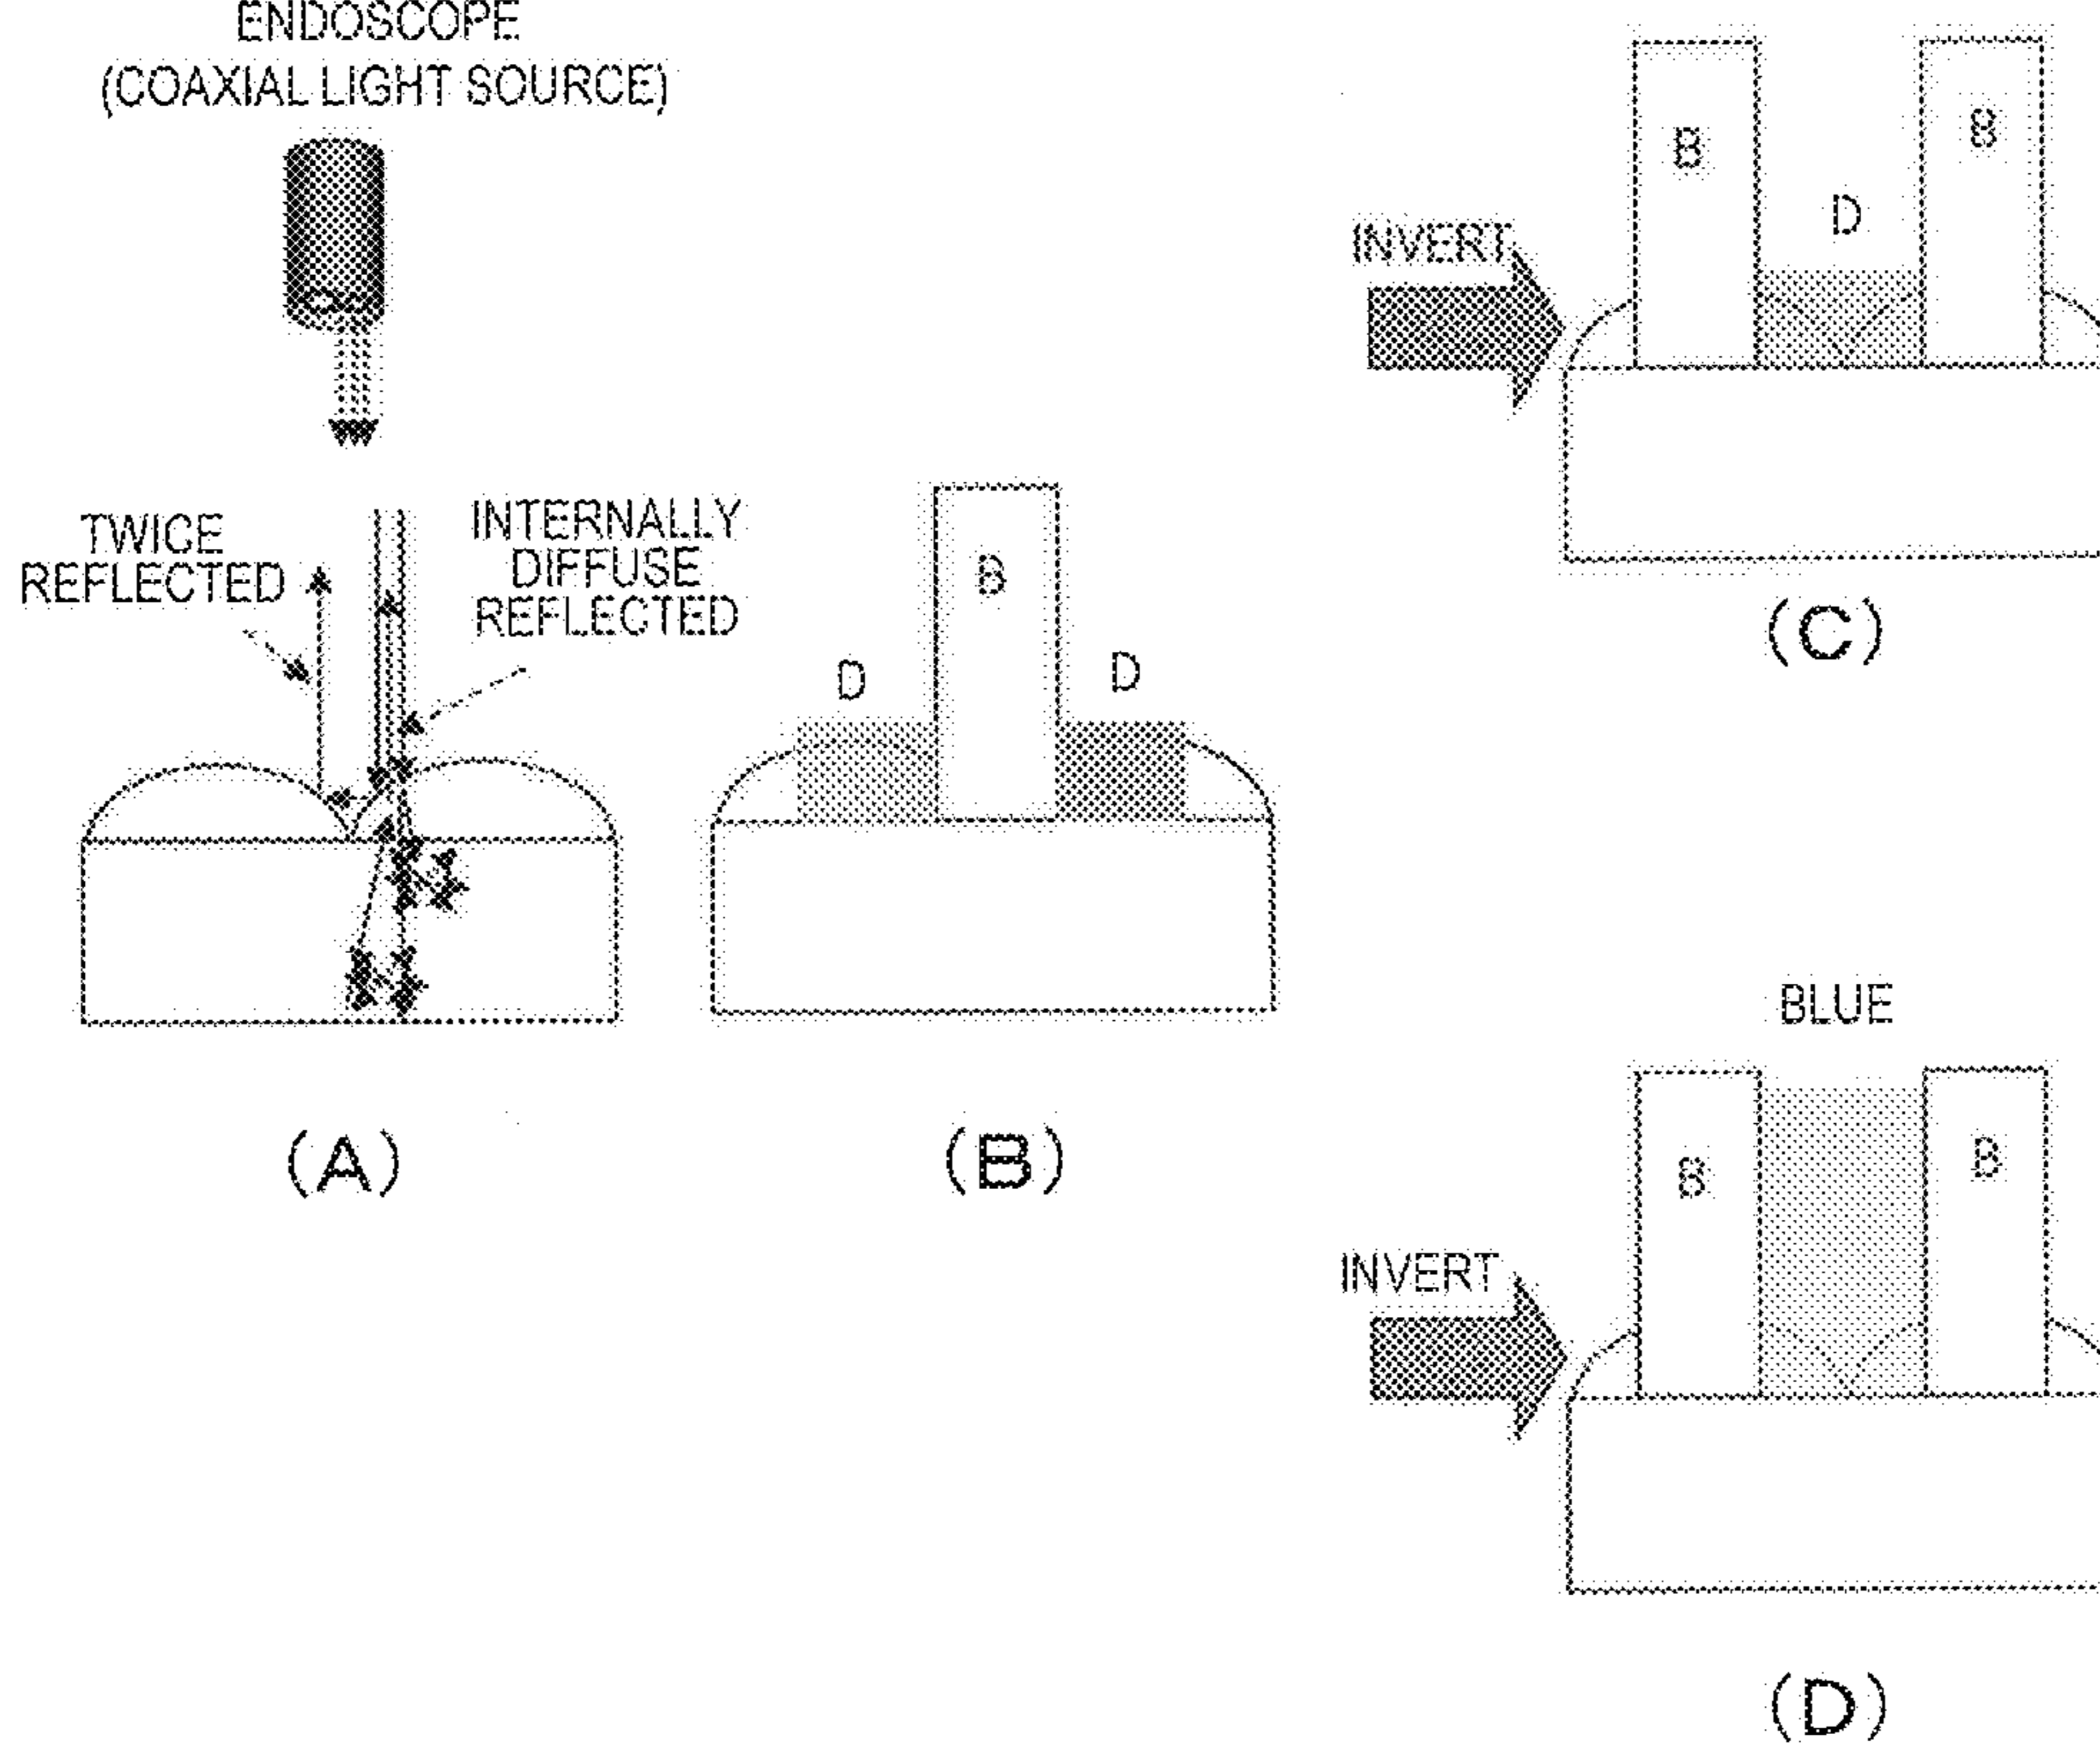 ENDOSCOPE
(COAXIAL LIGHT SOURCE)
TWICE
REFLECTED
INTERNALLY
DIFFUSE
REFLECTED
(A)
B
D
D
(B)
INVERT
B
B
D
(C)
BLUE
INVERT
B
B
(D)